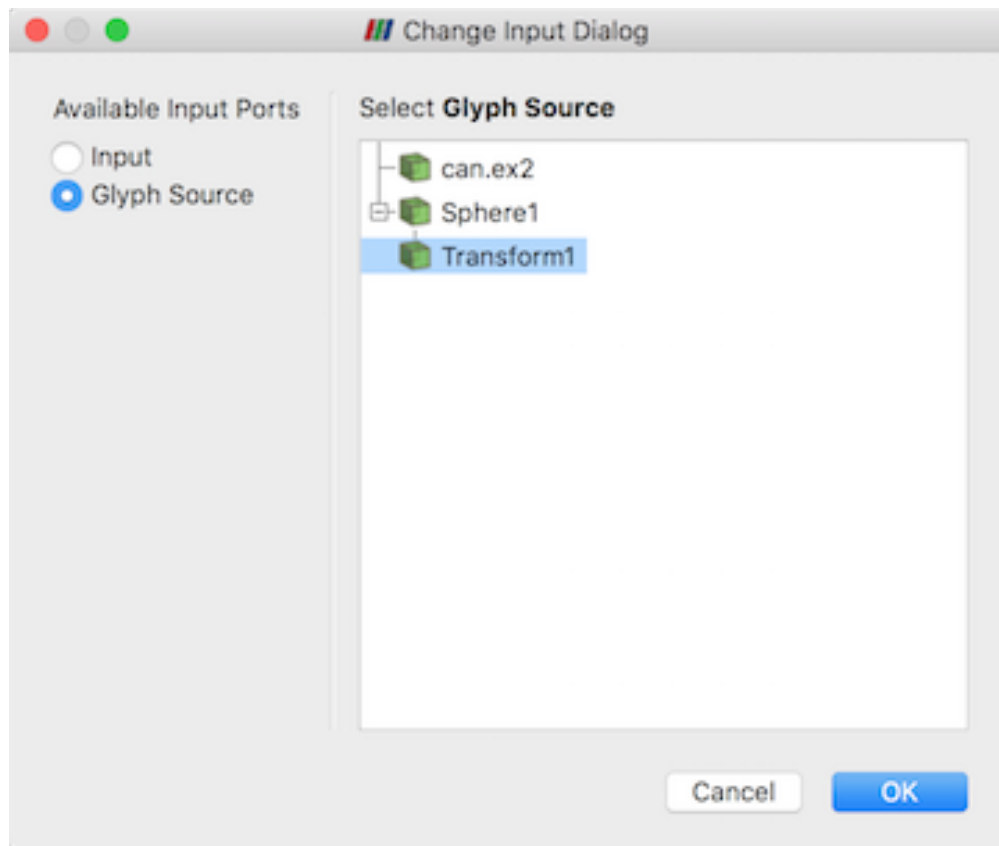 Change Input Dialog
Available Input Ports
Input
Glyph Source
Select Glyph Source
can.ex2
Sphere1
Transform1
Cancel
OK